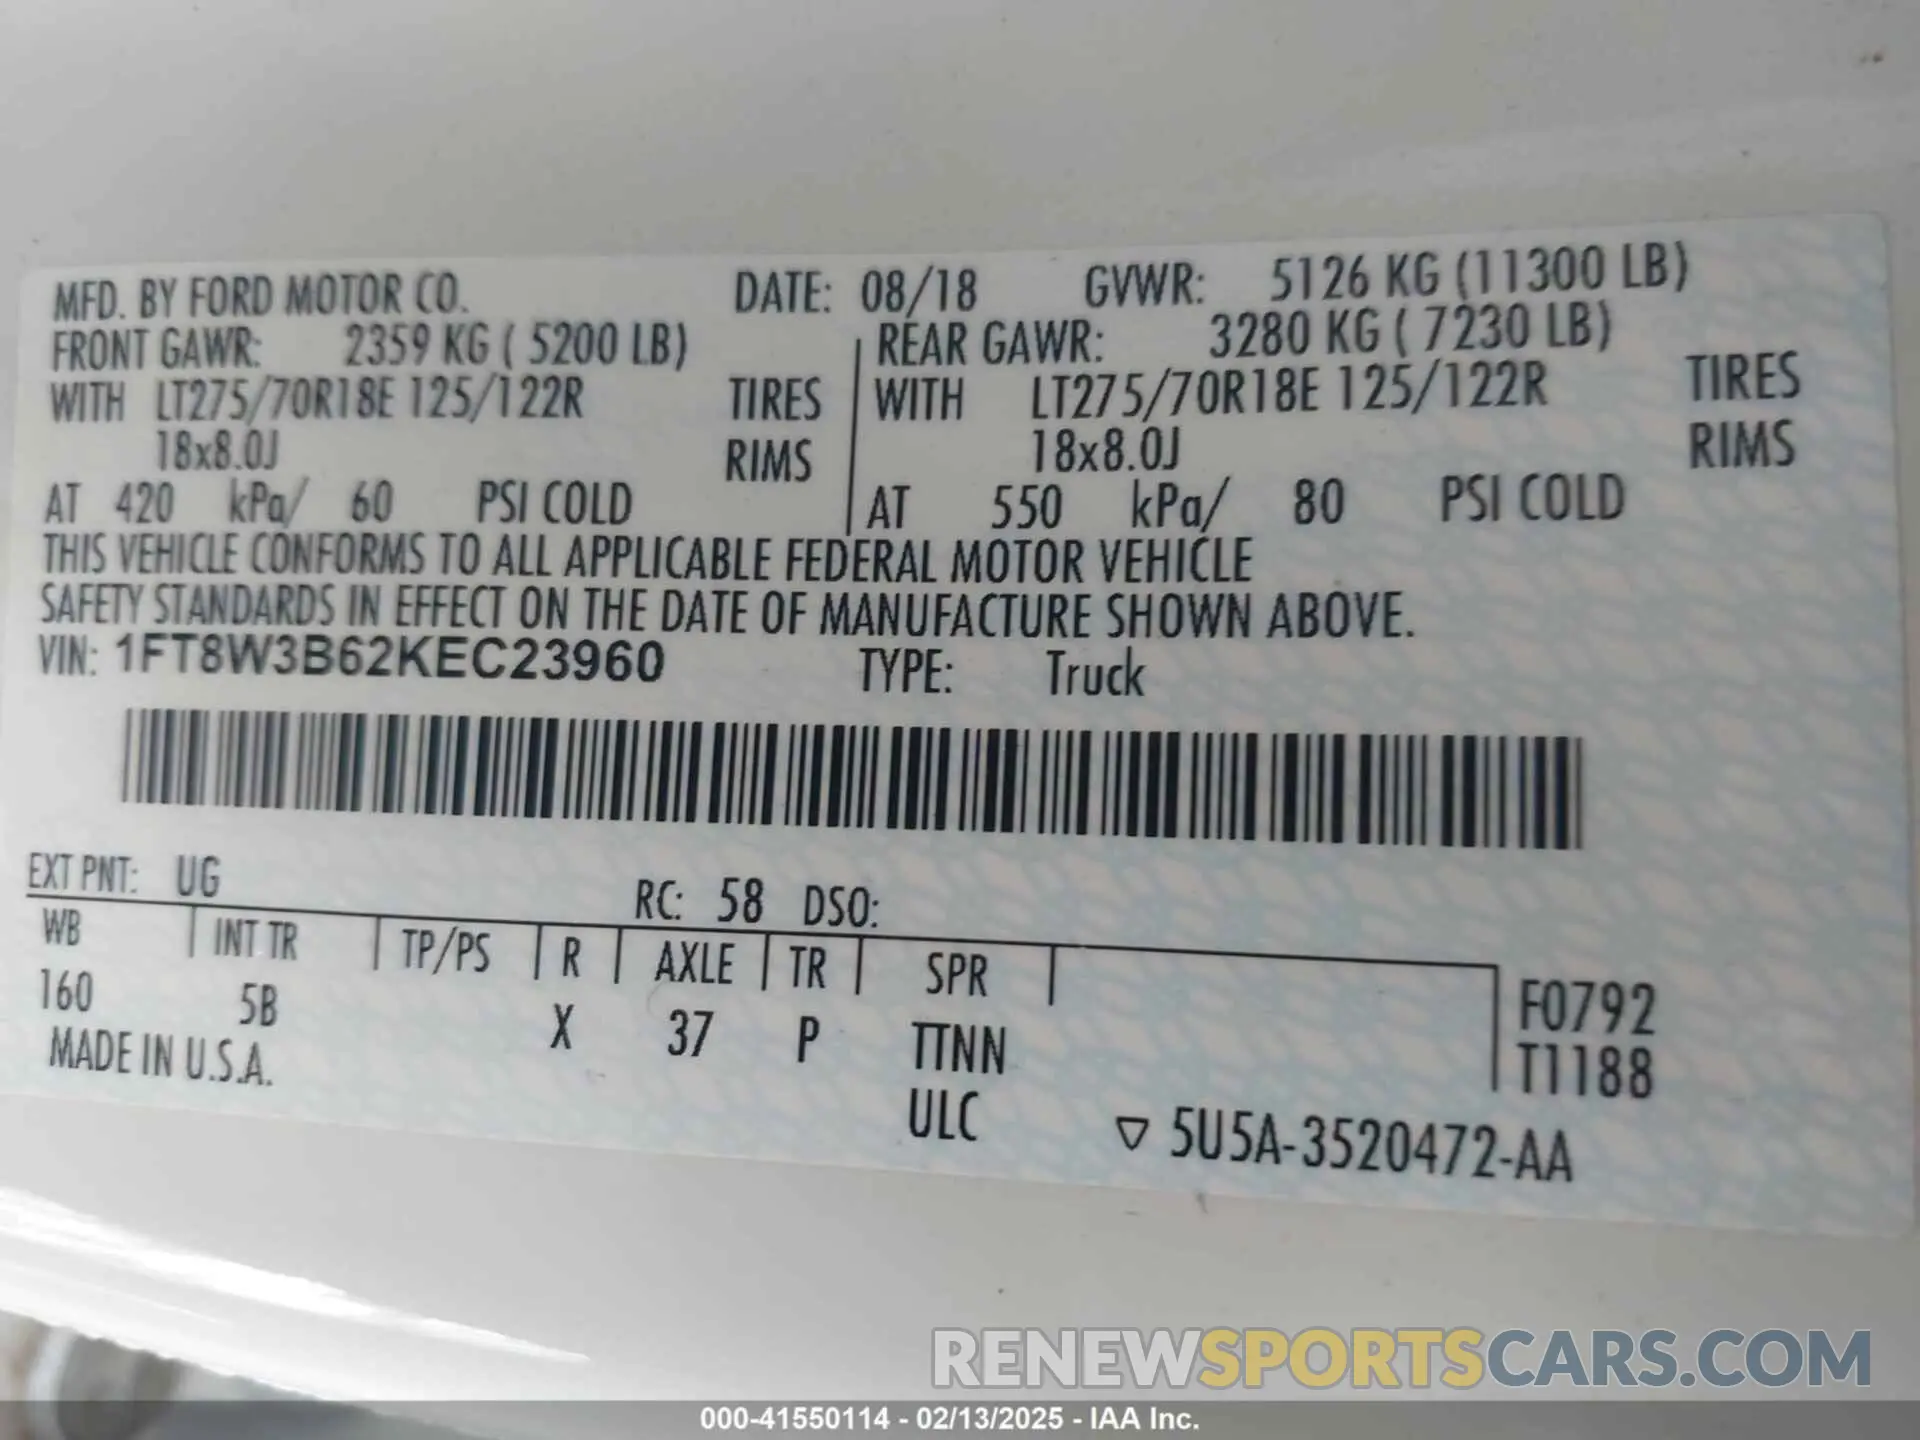 MFD. BY FORD MOTOR CO. DATE: 08/18 GVWR: 5126 KG (11300 LB)
FRONT GAWR: 2359 KG ( 5200 LB) REAR GAWR: 3280 KG ( 7230 LB)
WITH LT275/70R18E 125/122R TIRES WITH LT275/70R18E 125/122R TIRES
18x8.0J RIMS 18x8.0J RIMS
AT 420 kPa/ 60 PSI COLD AT 550 kPa/ 80 PSI COLD
THIS VEHICLE CONFORMS TO ALL APPLICABLE FEDERAL MOTOR VEHICLE
SAFETY STANDARDS IN EFFECT ON THE DATE OF MANUFACTURE SHOWN ABOVE.
VIN: 1FT8W3B62KEC23960 TYPE: Truck
EXT PNT: UG RC: 58 DSO:
WB INT TR TP/PS R AXLE TR SPR
160 5B X 37 P TTNN F0792
MADE IN U.S.A. ULC T1188
▽ 5U5A-3520472-AA
RENEWSPORTSCARS.COM
000-41550114 - 02/13/2025 - IAA Inc.